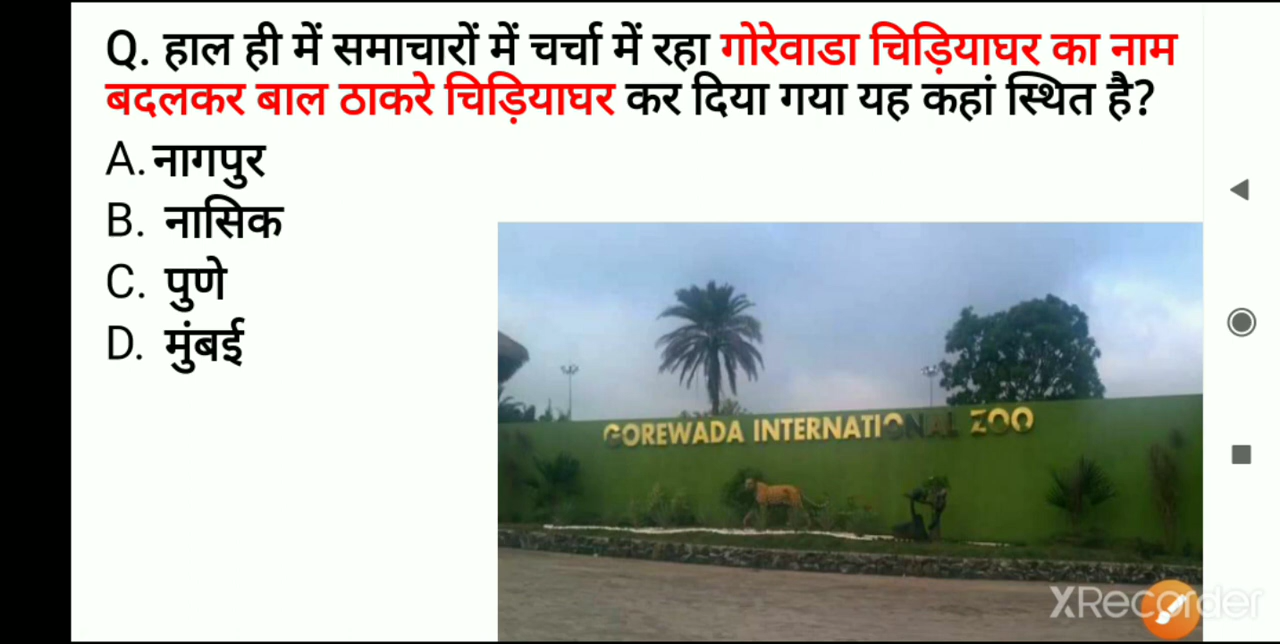 Q. हाल ही में समाचारों में चर्चा में रहा गोरेवाडा चिड़ियाघर का नाम
बदलकर बाल ठाकरे चिड़ियाघर कर दिया गया यह कहां स्थित है?
A. नागपुर
B. नासिक
C. पुणे
D. मुंबई
GOREWADA INTERNATIONAL ZOO
XRecorder